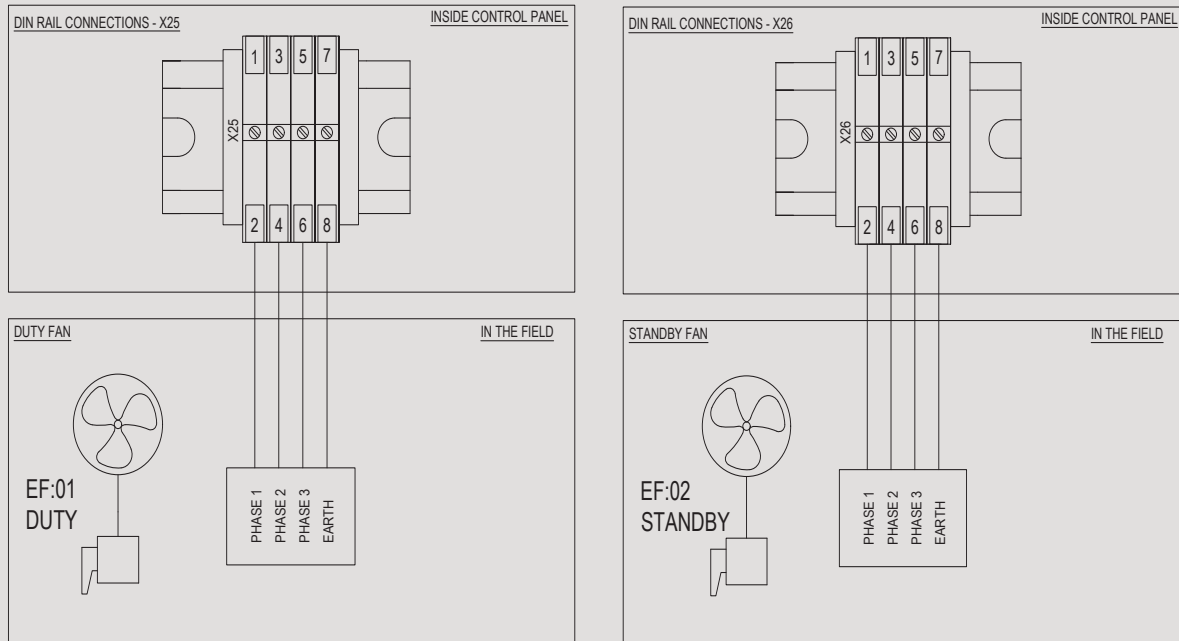 DIN RAIL CONNECTIONS - X25
INSIDE CONTROL PANEL
1 3 5 7
X25
2 4 6 8
DUTY FAN
IN THE FIELD
EF:01
DUTY
PHASE 1
PHASE 2
PHASE 3
EARTH
DIN RAIL CONNECTIONS - X26
INSIDE CONTROL PANEL
1 3 5 7
X26
2 4 6 8
STANDBY FAN
IN THE FIELD
EF:02
STANDBY
PHASE 1
PHASE 2
PHASE 3
EARTH